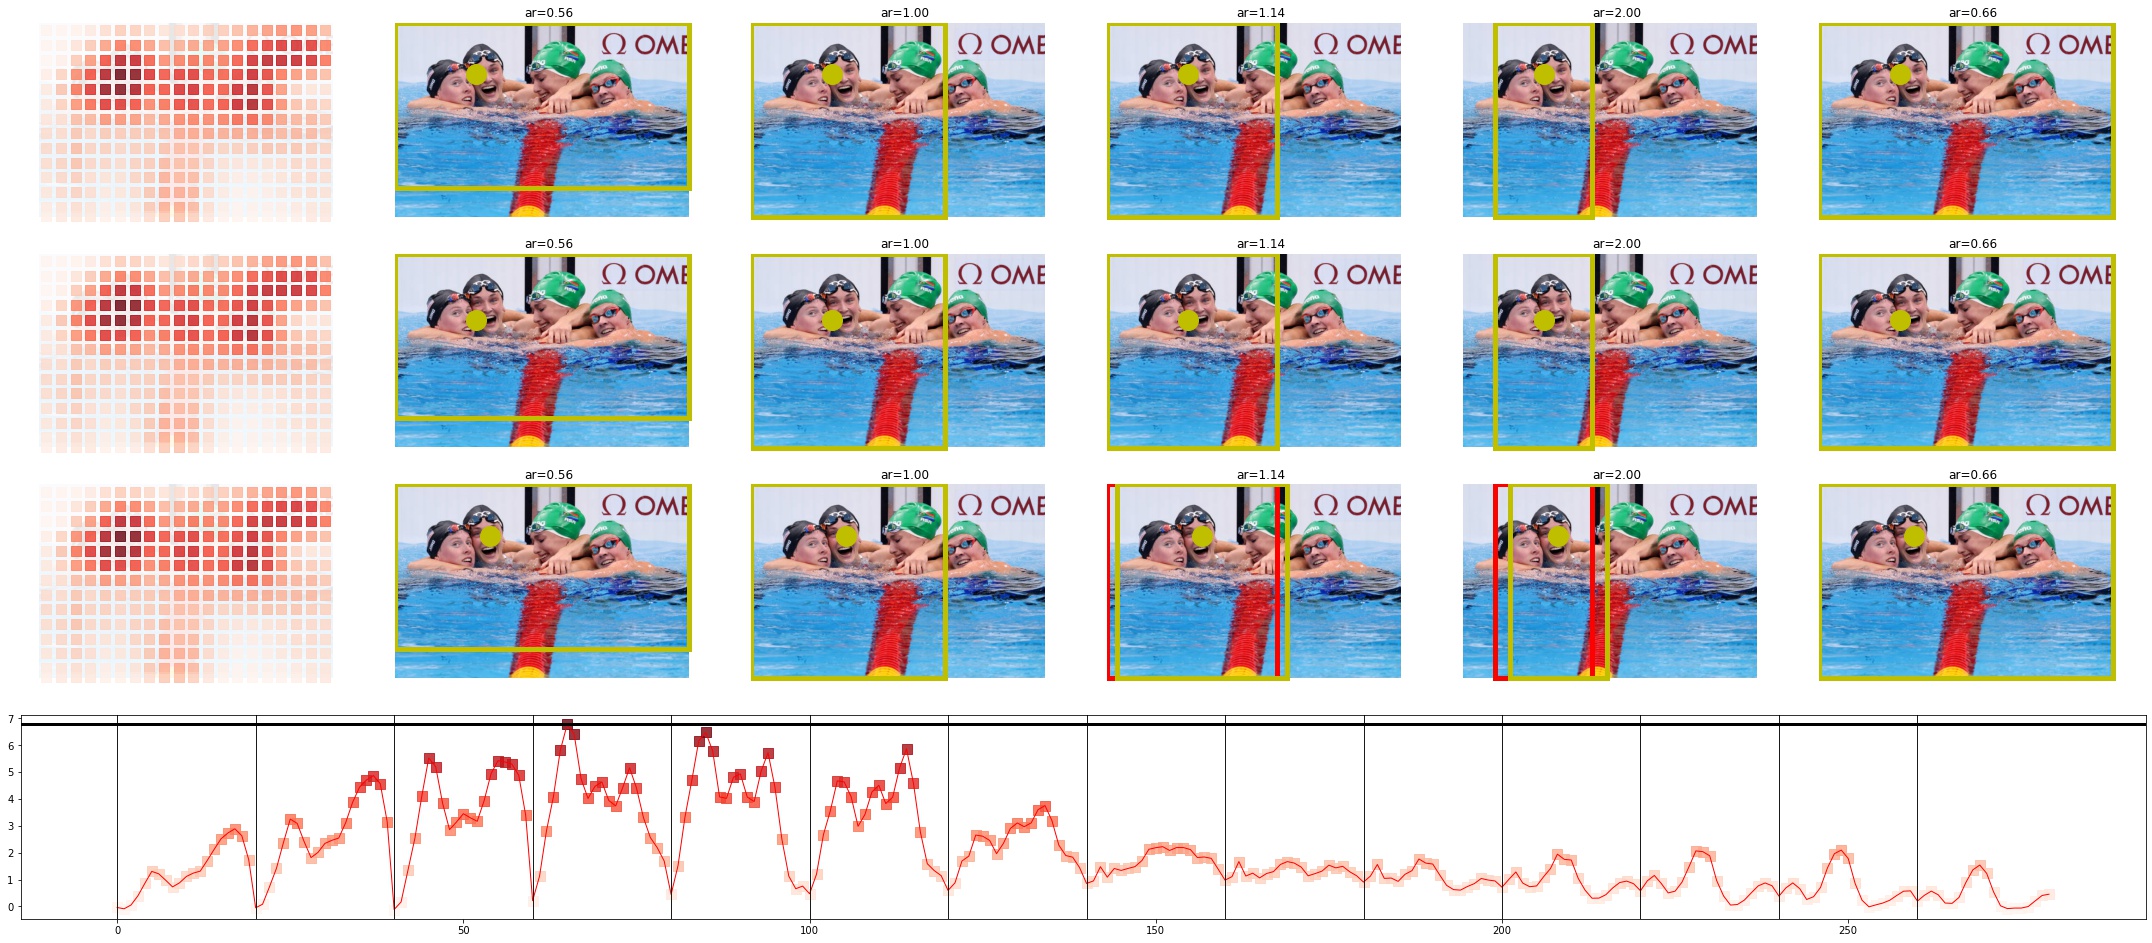 ar=0.56 ar=1.00 ar=1.14 ar=2.00 ar=0.66
Ω OME Ω OME Ω OME Ω OME Ω OME
ar=0.56 ar=1.00 ar=1.14 ar=2.00 ar=0.66
Ω OME Ω OME Ω OME Ω OME Ω OME
ar=0.56 ar=1.00 ar=1.14 ar=2.00 ar=0.66
Ω OME Ω OME Ω OME Ω OME Ω OME
7
6
5
4
3
2
1
0
0 50 100 150 200 250